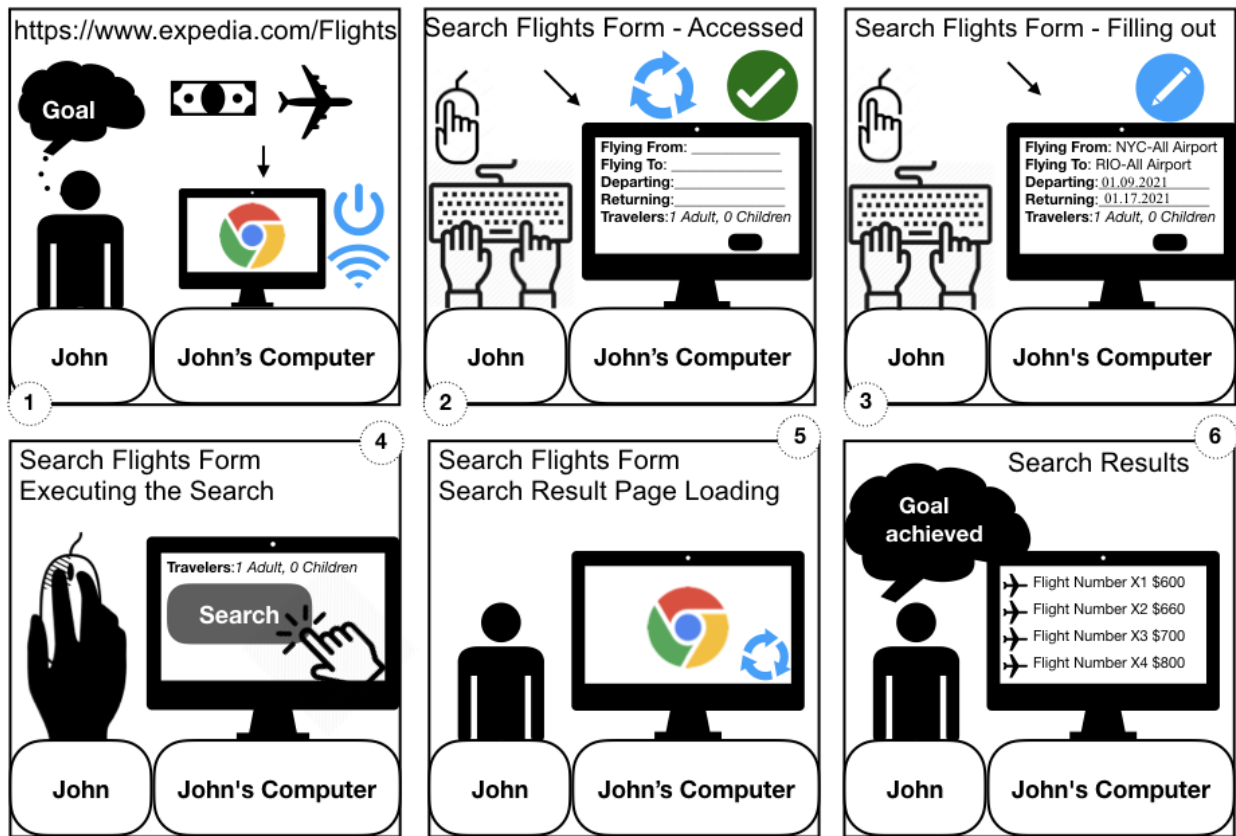 https://www.expedia.com/Flights
Goal
John
John’s Computer
1
Search Flights Form - Accessed
Flying From: ________________
Flying To: ________________
Departing:________________
Returning:________________
Travelers:1 Adult, 0 Children
John
John’s Computer
2
Search Flights Form - Filling out
Flying From: NYC-All Airport
Flying To: RIO-All Airport
Departing: 01.09.2021
Returning: 01.17.2021
Travelers:1 Adult, 0 Children
John
John's Computer
3
4
Search Flights Form
Executing the Search
Travelers:1 Adult, 0 Children
Search
John
John's Computer
5
Search Flights Form
Search Result Page Loading
John
John's Computer
6
Search Results
Goal
achieved
Flight Number X1 $600
Flight Number X2 $660
Flight Number X3 $700
Flight Number X4 $800
John
John's Computer